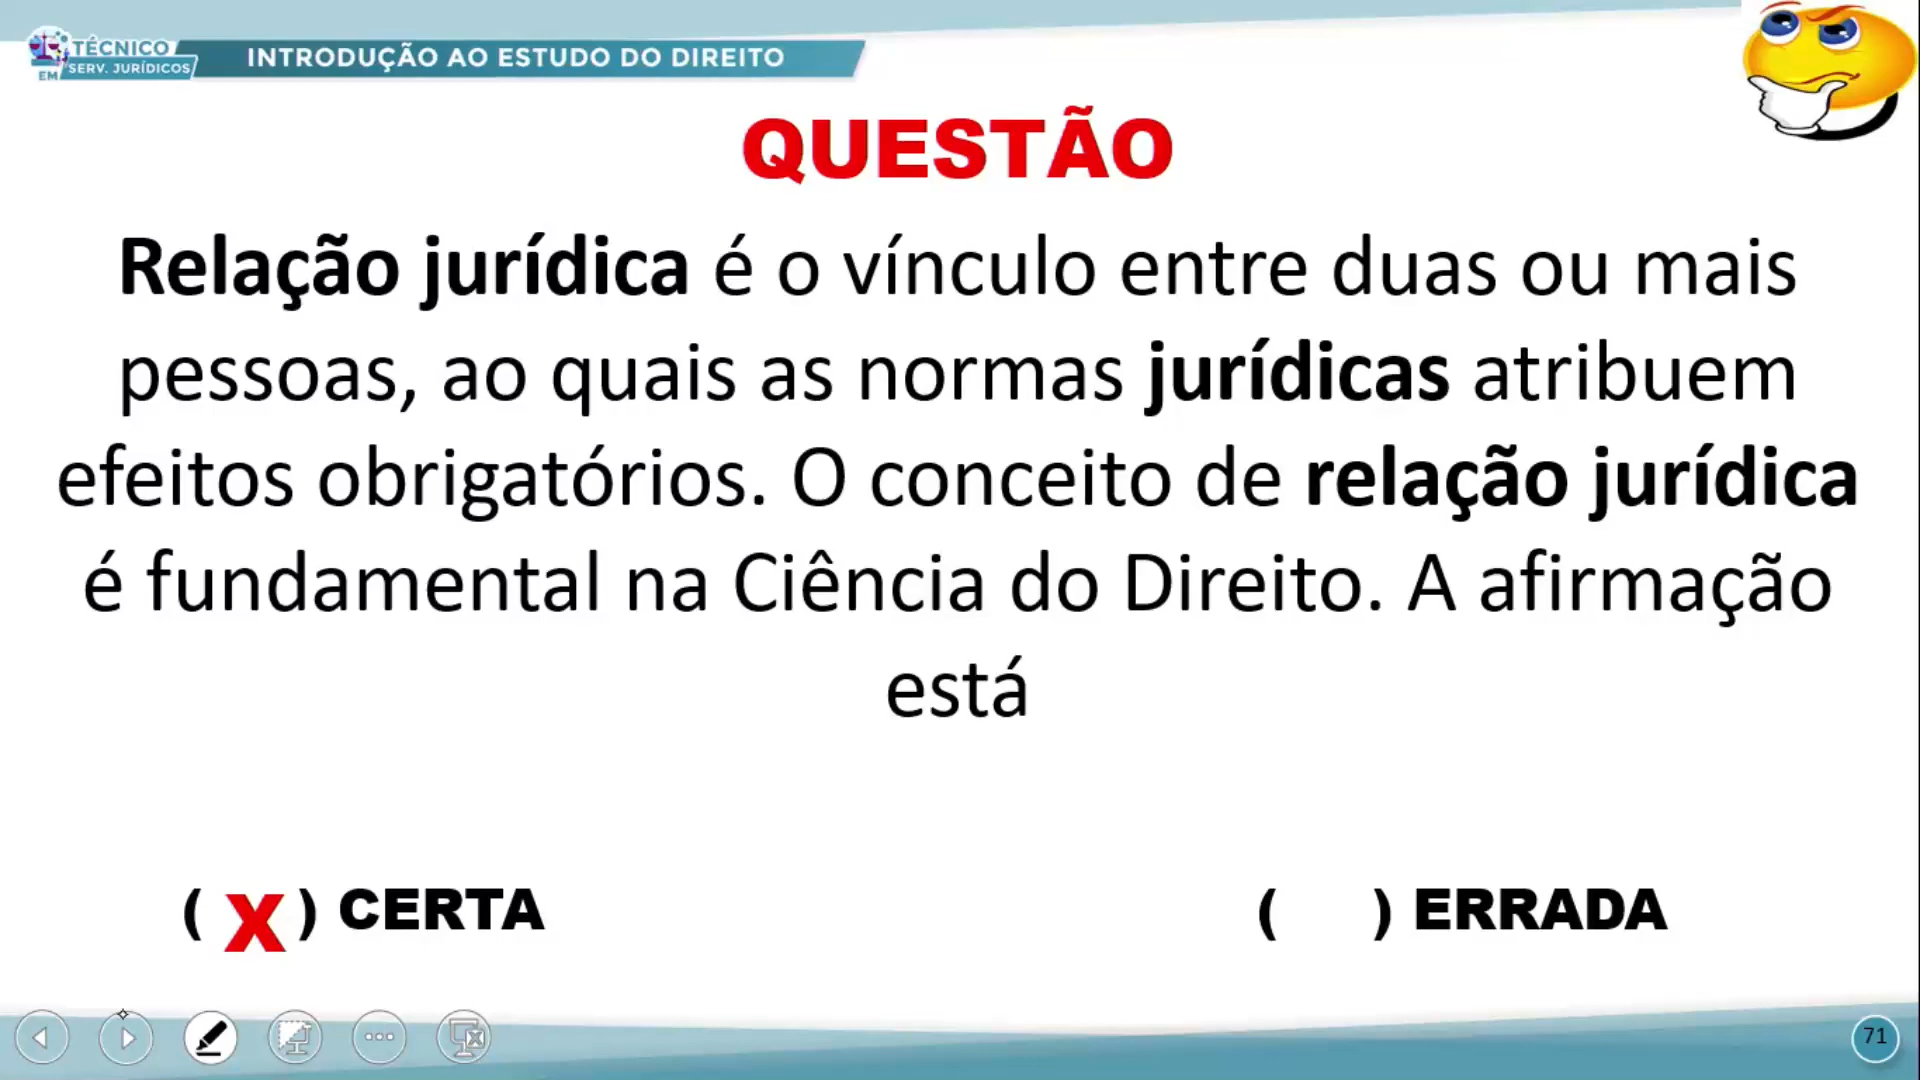 TÉCNICO
EM SERV. JURÍDICOS
INTRODUÇÃO AO ESTUDO DO DIREITO
QUESTÃO
Relação jurídica é o vínculo entre duas ou mais
pessoas, ao quais as normas jurídicas atribuem
efeitos obrigatórios. O conceito de relação jurídica
é fundamental na Ciência do Direito. A afirmação
está
( X ) CERTA
( ) ERRADA
71